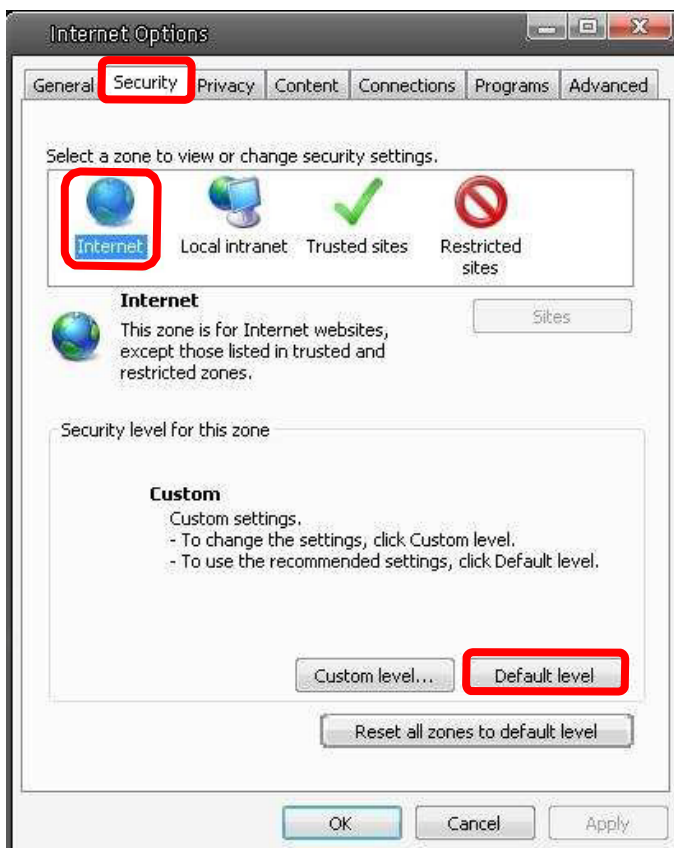 Internet Options
General Security Privacy Content Connections Programs Advanced
Select a zone to view or change security settings.
Internet Local intranet Trusted sites Restricted
sites
Internet
Sites
This zone is for Internet websites,
except those listed in trusted and
restricted zones.
Security level for this zone
Custom
Custom settings.
- To change the settings, click Custom level.
- To use the recommended settings, click Default level.
Custom level... Default level
Reset all zones to default level
OK Cancel Apply